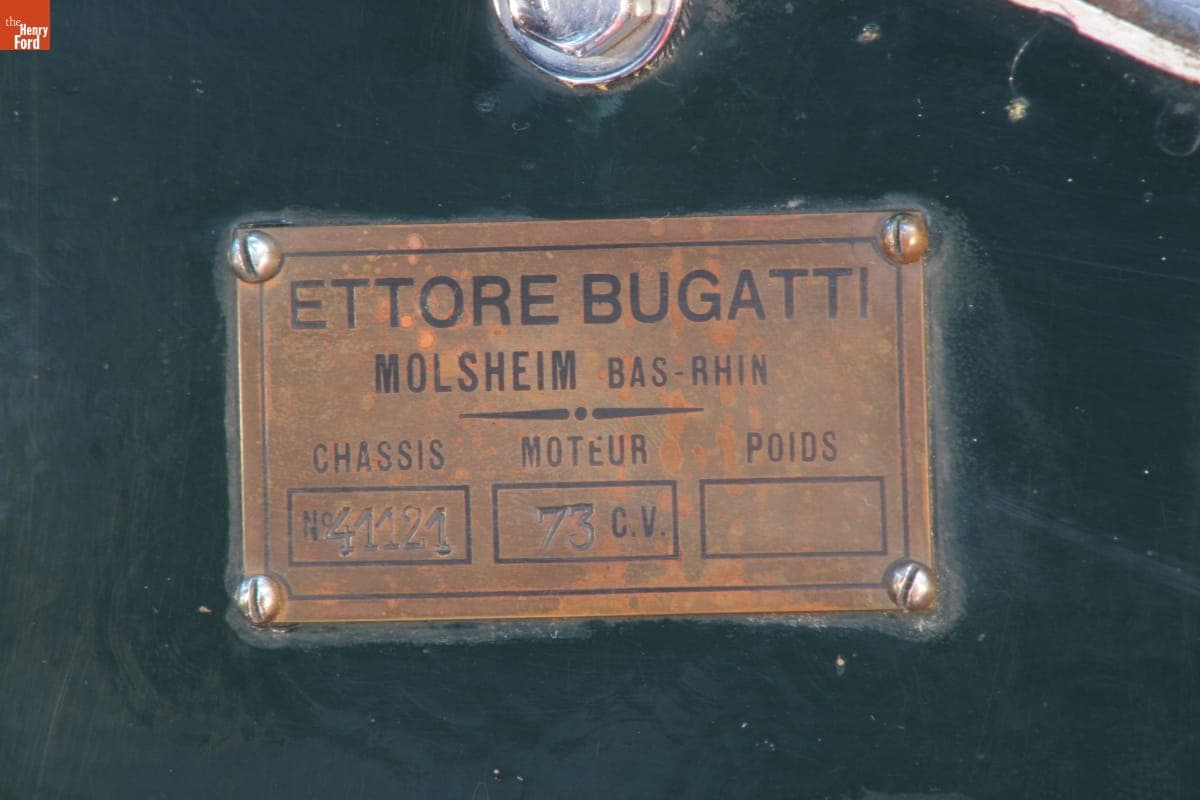 the
Henry
Ford
ETTORE BUGATTI
MOLSHEIM BAS-RHIN
CHASSIS MOTEUR POIDS
No 41121 73 C.V.